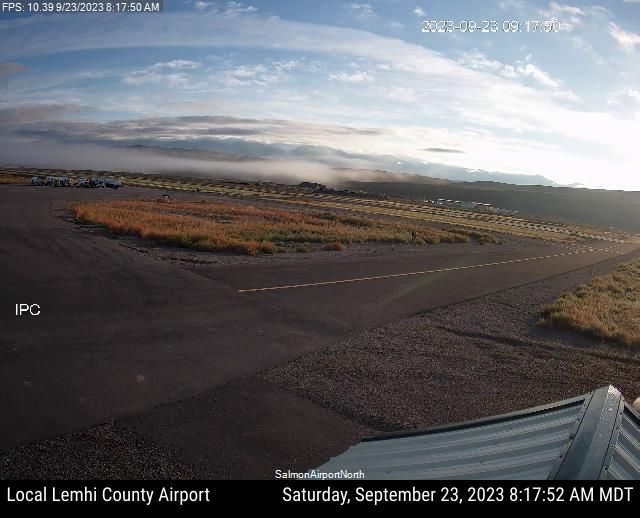 FPS: 10.39 9/23/2023 8:17:50 AM
2023-09-23 09:17:50
IPC
SalmonAirportNorth
Local Lemhi County Airport
Saturday, September 23, 2023 8:17:52 AM MDT